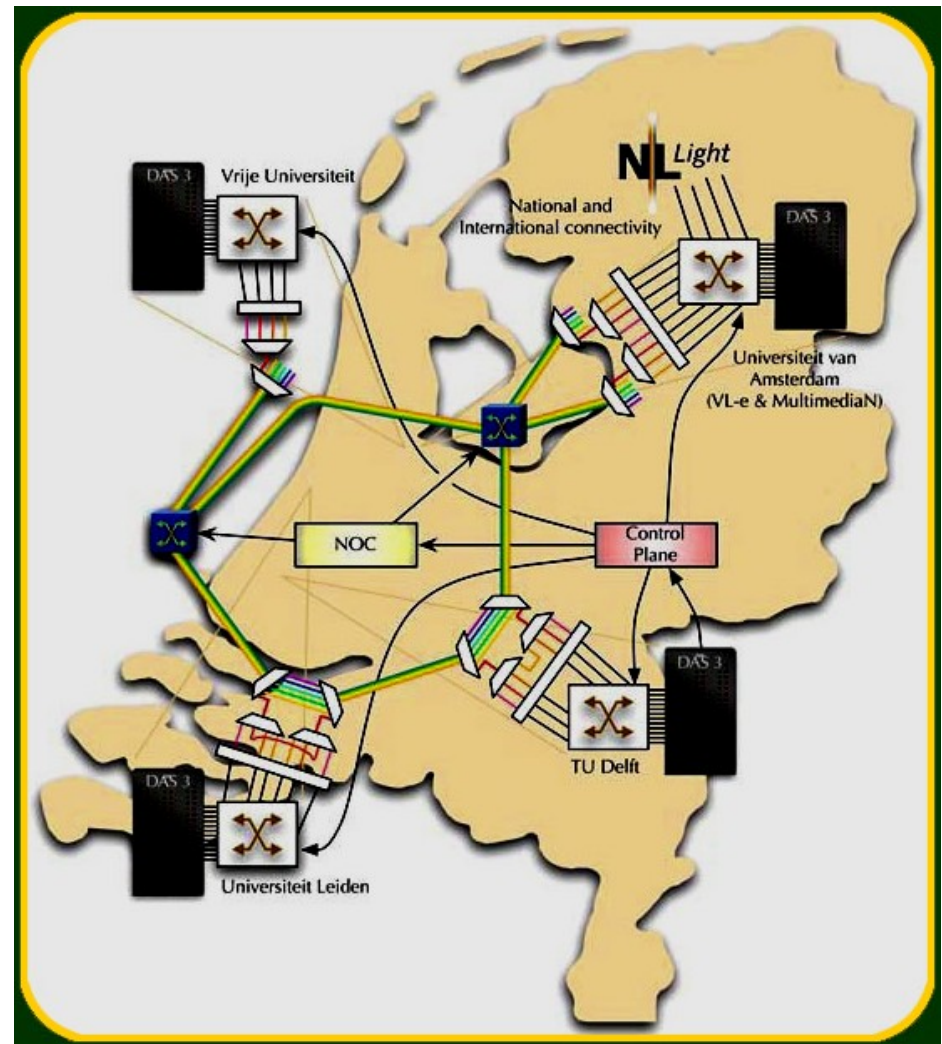 DAS 3
Vrije Universiteit
NL Light
National and
International connectivity
DAS 3
Universiteit van
Amsterdam
(VL-e & MultimediaN)
NOC
Control
Plane
DAS 3
TU Delft
DAS 3
Universiteit Leiden